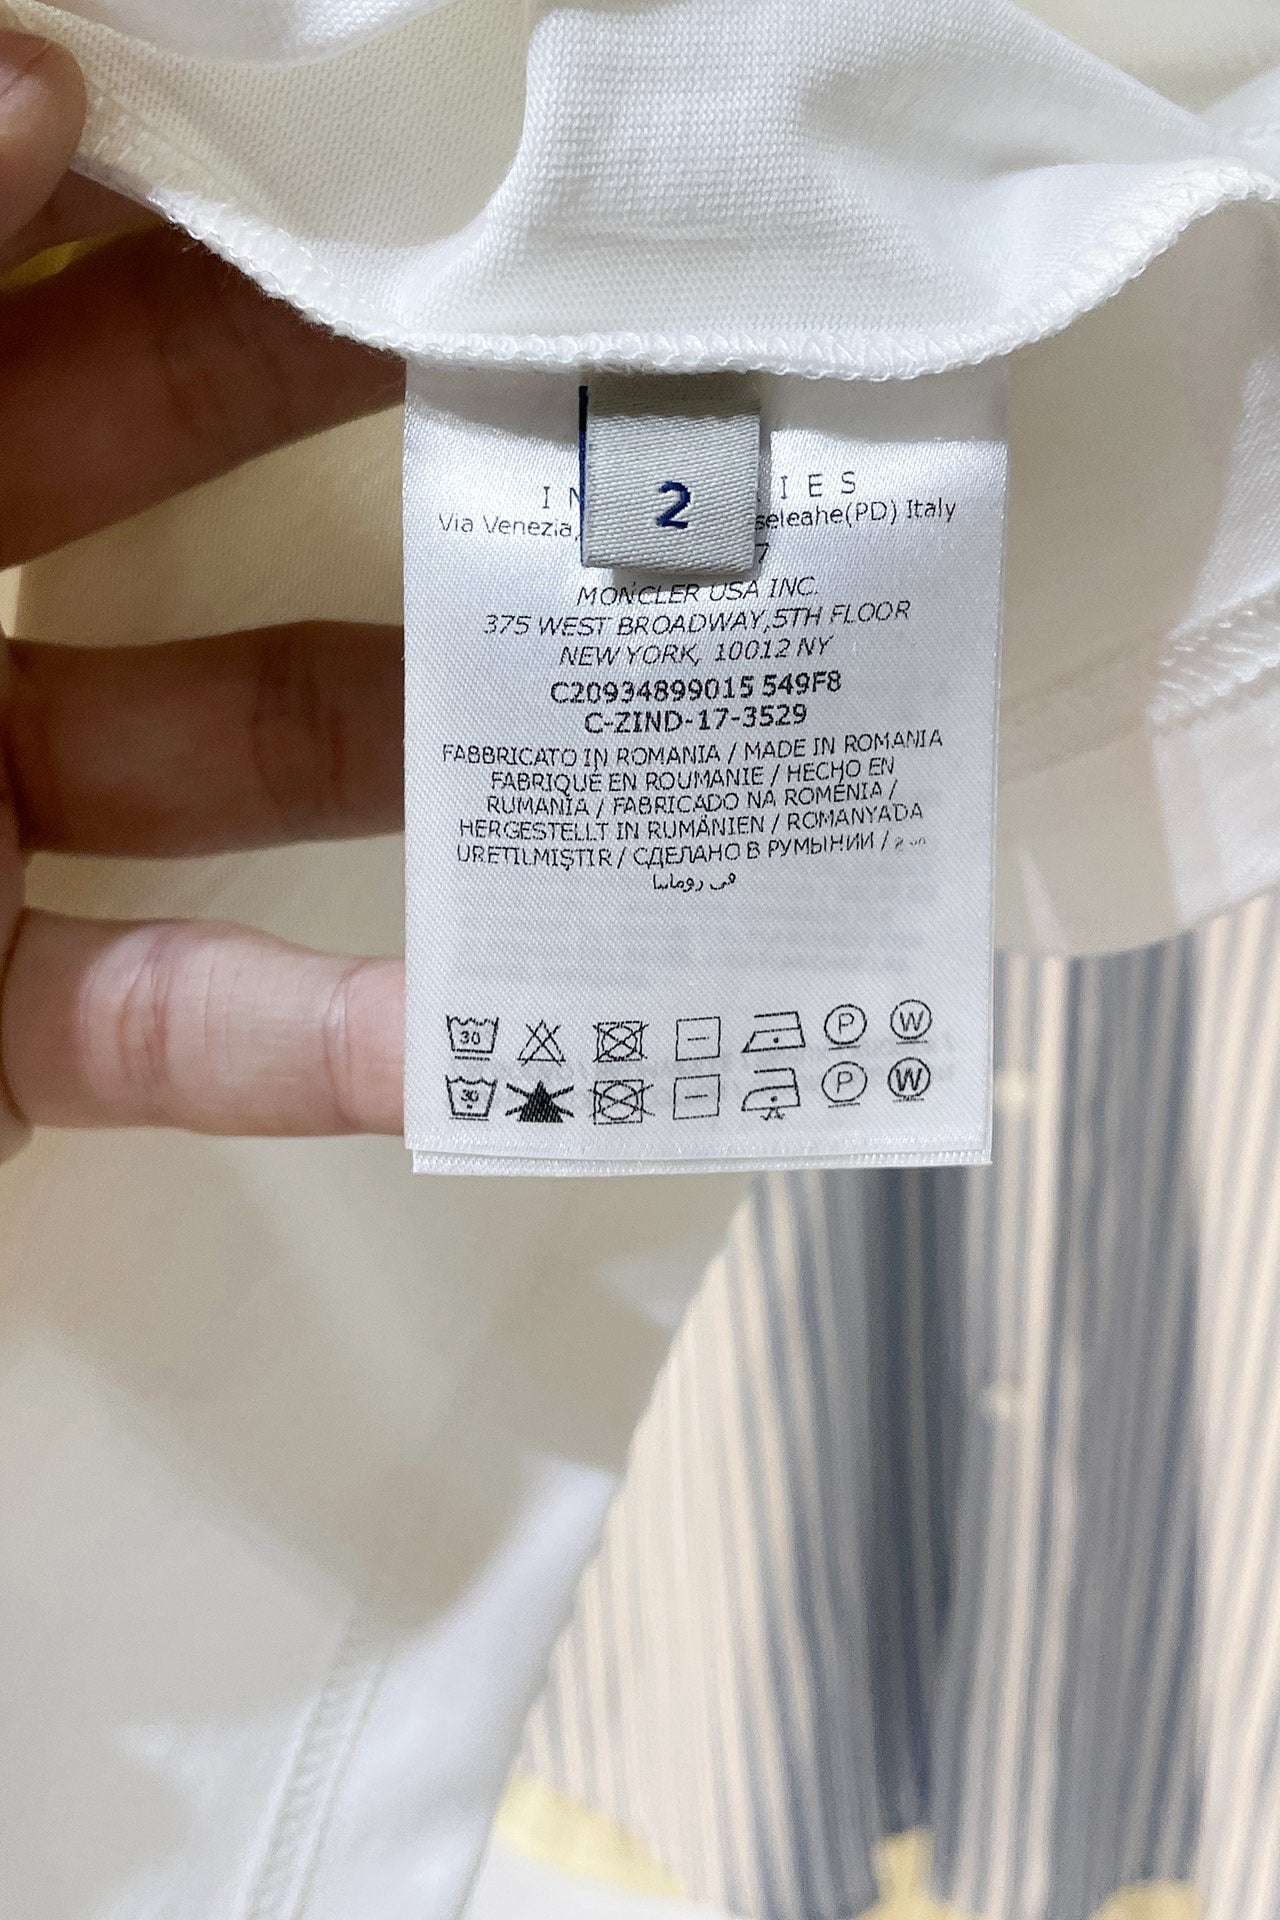 2
I E S
Via Venezia,
seleahe(PD) Italy
7
MONCLER USA INC.
375 WEST BROADWAY,5TH FLOOR
NEW YORK, 10012 NY
C20934899015 549F8
C-ZIND-17-3529
FABBRICATO IN ROMANIA / MADE IN ROMANIA
FABRIQUÉ EN ROUMANIE / HECHO EN
RUMANÍA / FABRICADO NA ROMÉNIA /
HERGESTELLT IN RUMÄNIEN / ROMANYADA
URETILMIŞTIR / СДЕЛАНО В РУМЫНИИ /
في رومانيا
30 P W
30 P W